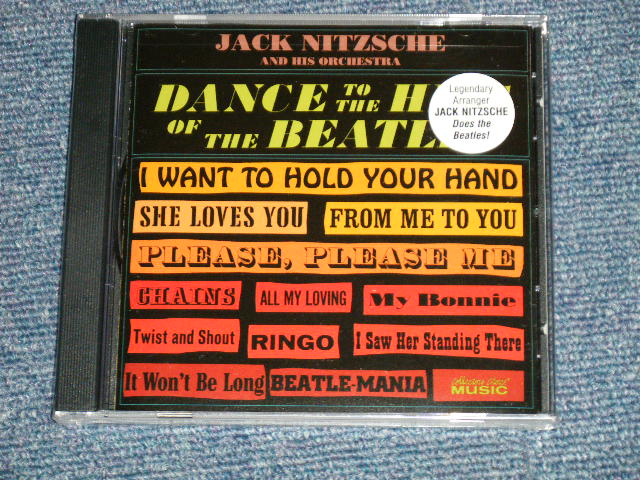 JACK NITZSCHE
AND HIS ORCHESTRA
DANCE TO THE
OF THE
Legendary
Arranger
JACK NITZSCHE
Does the
Beatles!
I WANT TO HOLD YOUR HAND
SHE LOVES YOU
FROM ME TO YOU
PLEASE, PLEASE ME
CHAINS
ALL MY LOVING
My Bonnie
Twist and Shout
RINGO
I Saw Her Standing There
It Won't Be Long
BEATLE-MANIA
Collectors' Choice
MUSIC